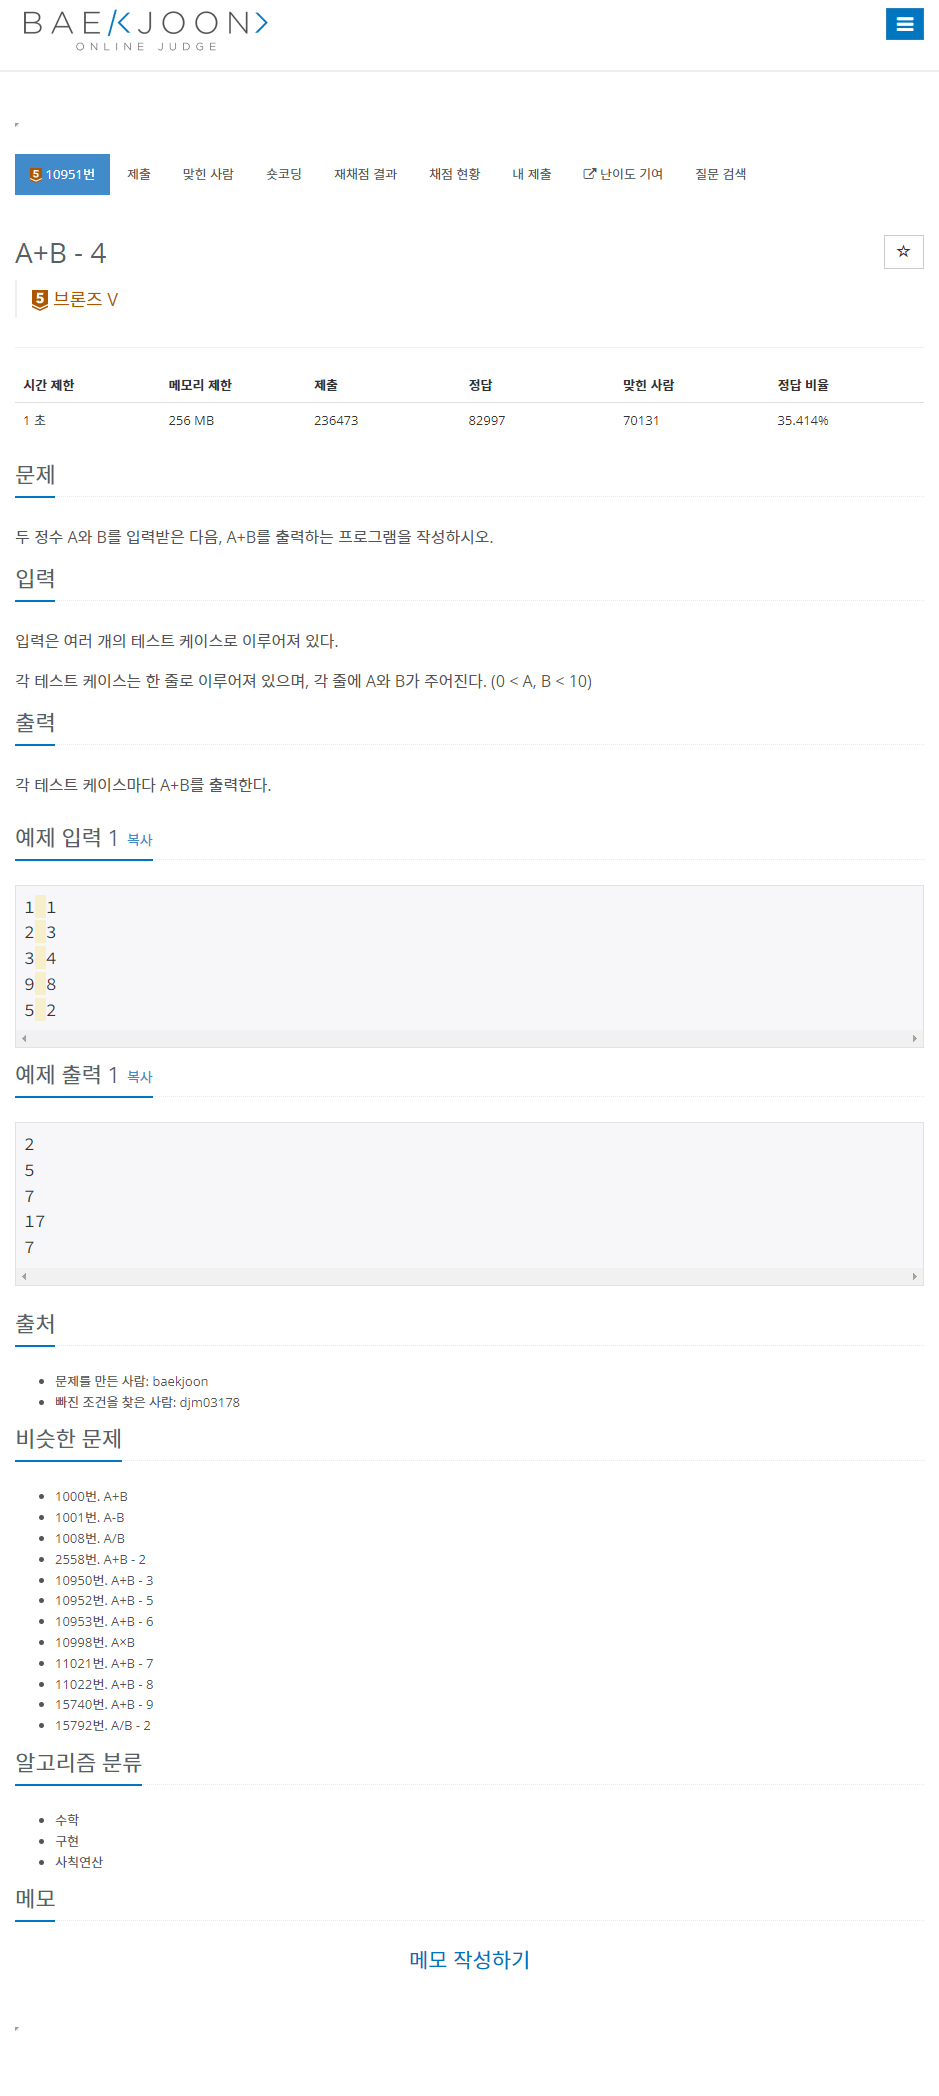 BAEKJOON
ONLINE JUDGE
5 10951번 제출 맞힌 사람 숏코딩 재채점 결과 채점 현황 내 제출 난이도 기여 질문 검색
A+B - 4
5 브론즈 V
시간 제한 메모리 제한 제출 정답 맞힌 사람 정답 비율
1 초 256 MB 236473 82997 70131 35.414%
문제
두 정수 A와 B를 입력받은 다음, A+B를 출력하는 프로그램을 작성하시오.
입력
입력은 여러 개의 테스트 케이스로 이루어져 있다.
각 테스트 케이스는 한 줄로 이루어져 있으며, 각 줄에 A와 B가 주어진다. (0 < A, B < 10)
출력
각 테스트 케이스마다 A+B를 출력한다.
예제 입력 1 복사
1 1
2 3
3 4
9 8
5 2
예제 출력 1 복사
2
5
7
17
7
출처
문제를 만든 사람: baekjoon
빠진 조건을 찾은 사람: djm03178
비슷한 문제
1000번. A+B
1001번. A-B
1008번. A/B
2558번. A+B - 2
10950번. A+B - 3
10952번. A+B - 5
10953번. A+B - 6
10998번. A×B
11021번. A+B - 7
11022번. A+B - 8
15740번. A+B - 9
15792번. A/B - 2
알고리즘 분류
수학
구현
사칙연산
메모
메모 작성하기